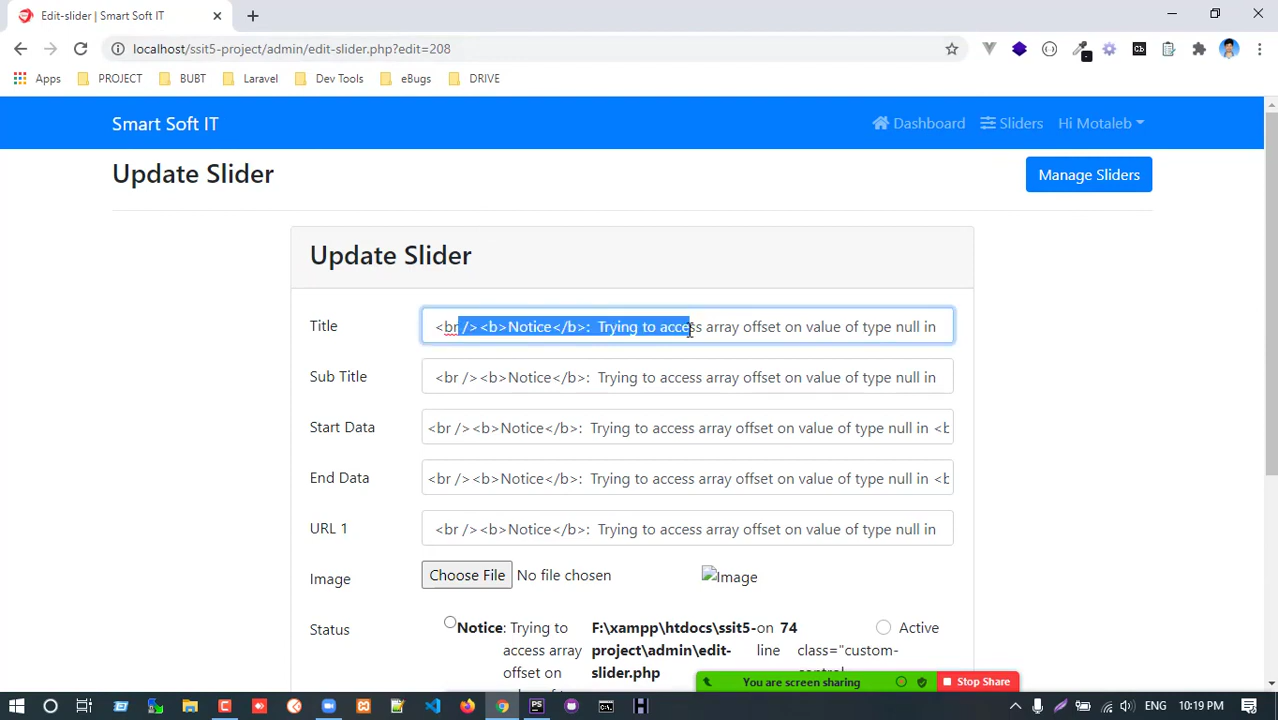 Edit-slider | Smart Soft IT
localhost/ssit5-project/admin/edit-slider.php?edit=208
Apps PROJECT BUBT Laravel Dev Tools eBugs DRIVE
Smart Soft IT Dashboard Sliders Hi Motaleb
Update Slider Manage Sliders
Update Slider
Title <br /><b>Notice</b>:  Trying to access array offset on value of type null in
Sub Title <br /><b>Notice</b>:  Trying to access array offset on value of type null in
Start Data <br /><b>Notice</b>:  Trying to access array offset on value of type null in <b
End Data <br /><b>Notice</b>:  Trying to access array offset on value of type null in <b
URL 1 <br /><b>Notice</b>:  Trying to access array offset on value of type null in
Image Choose File No file chosen Image
Status Notice: Trying to F:\xampp\htdocs\ssit5- on 74 Active
access array project\admin\edit- line class="custom-
offset on slider.php
You are screen sharing Stop Share
ENG 10:19 PM